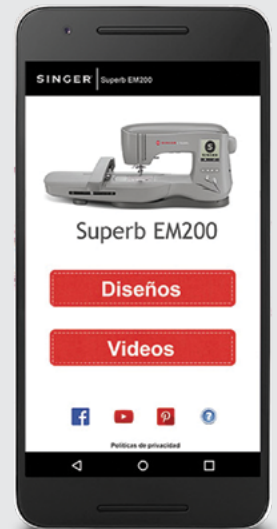 SINGER Superb EM200
Superb EM200
Diseños
Videos
Políticas de privacidad